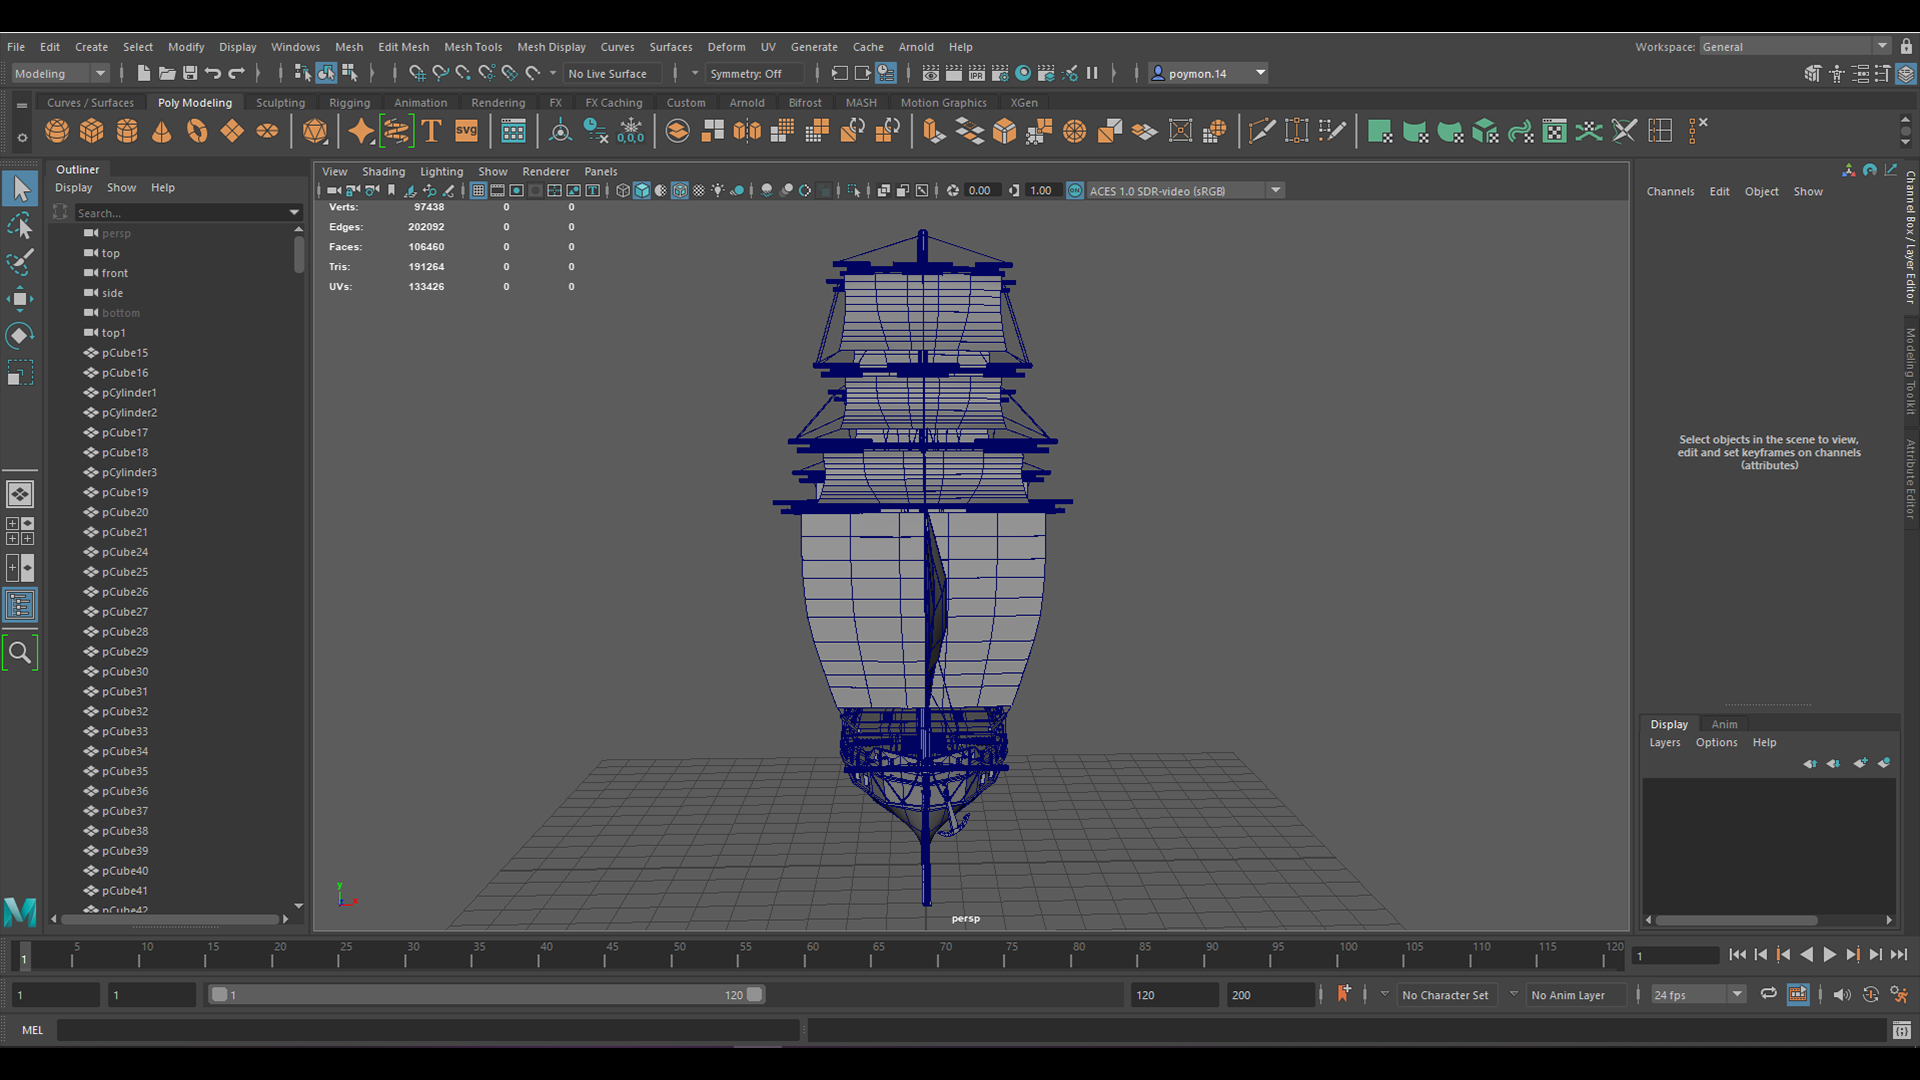 File Edit Create Select Modify Display Windows Mesh Edit Mesh Mesh Tools Mesh Display Curves Surfaces Deform UV Generate Cache Arnold Help Workspace: General
Modeling No Live Surface Symmetry: Off IPR poymon.14
Curves / Surfaces Poly Modeling Sculpting Rigging Animation Rendering FX FX Caching Custom Arnold Bifrost MASH Motion Graphics XGen
T SVG 0,0,0
Outliner
Display Show Help
Search...
persp
top
front
side
bottom
top1
pCube15
pCube16
pCylinder1
pCylinder2
pCube17
pCube18
pCylinder3
pCube19
pCube20
pCube21
pCube24
pCube25
pCube26
pCube27
pCube28
pCube29
pCube30
pCube31
pCube32
pCube33
pCube34
pCube35
pCube36
pCube37
pCube38
pCube39
pCube40
pCube41
pCube42
View Shading Lighting Show Renderer Panels
0.00 1.00 ACES 1.0 SDR-video (sRGB)
Verts: 97438 0 0
Edges: 202092 0 0
Faces: 106460 0 0
Tris: 191264 0 0
UVs: 133426 0 0
y
x
persp
Channels Edit Object Show
Select objects in the scene to view,
edit and set keyframes on channels
(attributes)
Channel Box / Layer Editor
Modeling Toolkit
Attribute Editor
Display Anim
Layers Options Help
1 5 10 15 20 25 30 35 40 45 50 55 60 65 70 75 80 85 90 95 100 105 110 115 120 1
1 1 1 120 120 200 No Character Set No Anim Layer 24 fps
MEL